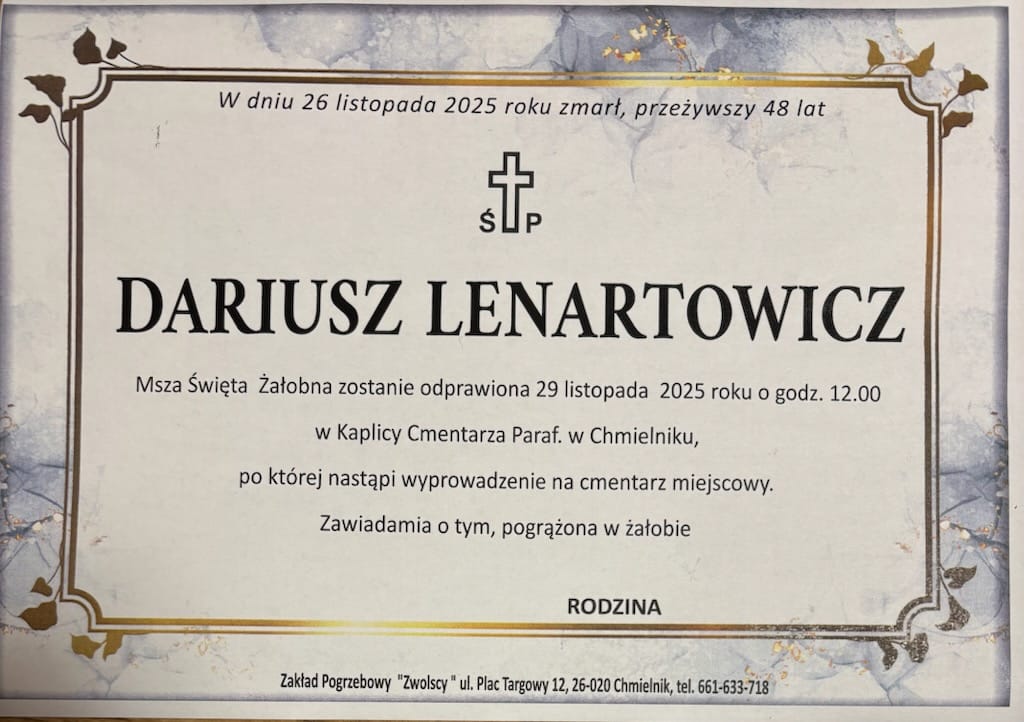 W dniu 26 listopada 2025 roku zmarł, przeżywszy 48 lat
Ś P
DARIUSZ LENARTOWICZ
Msza Święta Żałobna zostanie odprawiona 29 listopada 2025 roku o godz. 12.00
w Kaplicy Cmentarza Paraf. w Chmielniku,
po której nastąpi wyprowadzenie na cmentarz miejscowy.
Zawiadamia o tym, pogrążona w żałobie
RODZINA
Zakład Pogrzebowy "Zwolscy " ul. Plac Targowy 12, 26-020 Chmielnik, tel. 661-633-718